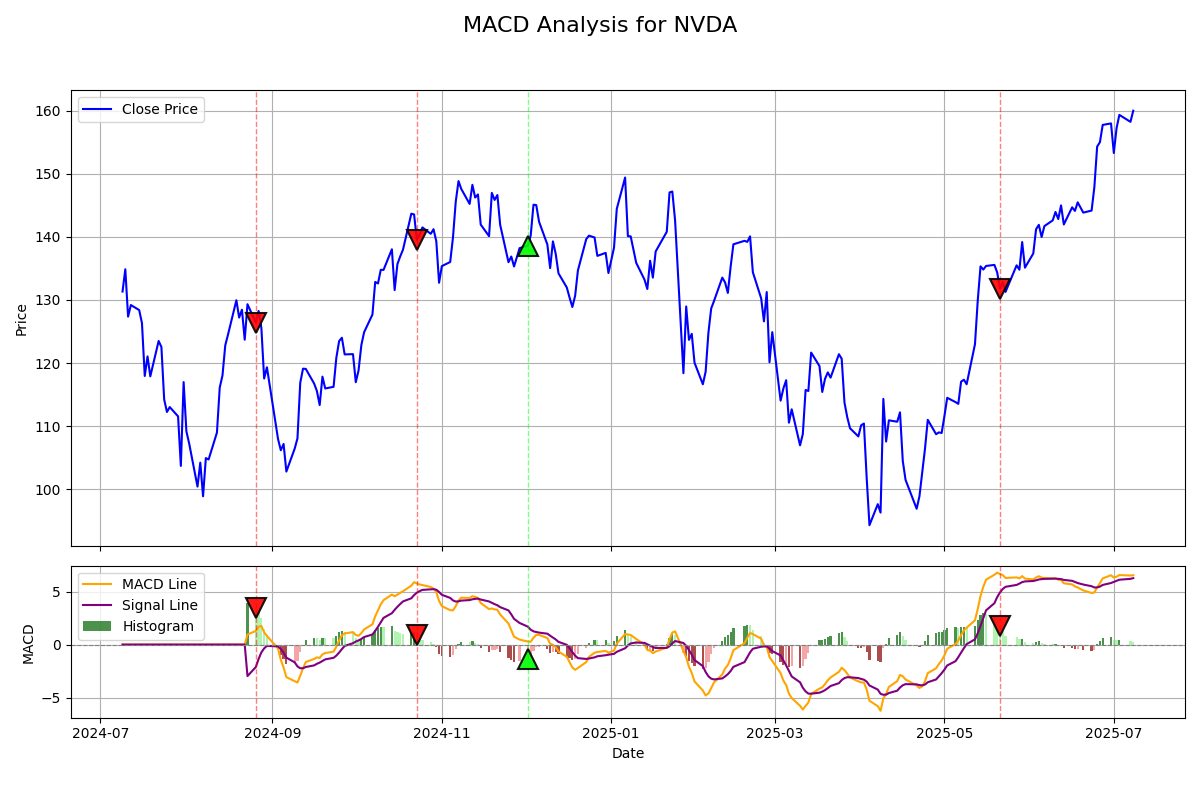 MACD Analysis for NVDA
Close Price
160
150
140
130
120
110
100
Price
MACD Line
Signal Line
Histogram
5
0
−5
MACD
2024-07
2024-09
2024-11
2025-01
2025-03
2025-05
2025-07
Date